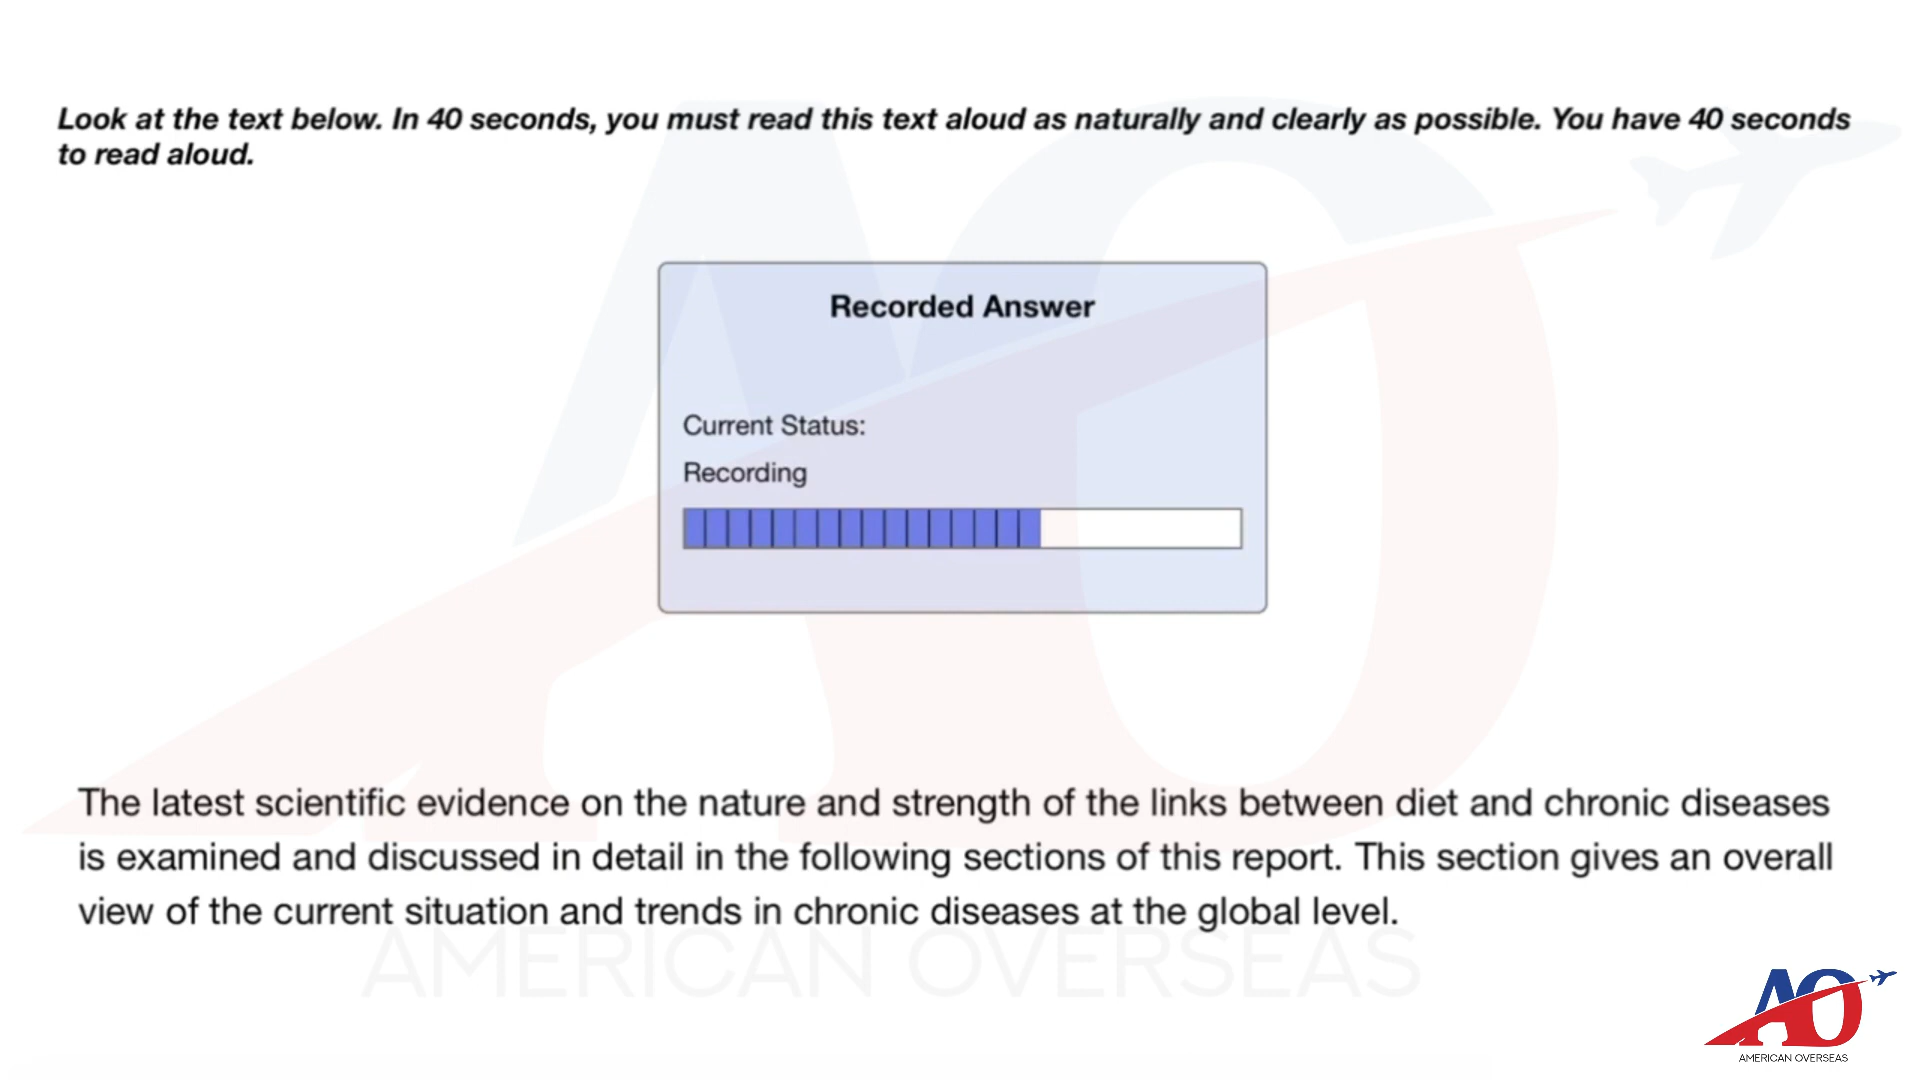 Look at the text below. In 40 seconds, you must read this text aloud as naturally and clearly as possible. You have 40 seconds
to read aloud.
Recorded Answer
Current Status:
Recording
The latest scientific evidence on the nature and strength of the links between diet and chronic diseases
is examined and discussed in detail in the following sections of this report. This section gives an overall
view of the current situation and trends in chronic diseases at the global level.
AMERICAN OVERSEAS
AO
AMERICAN OVERSEAS